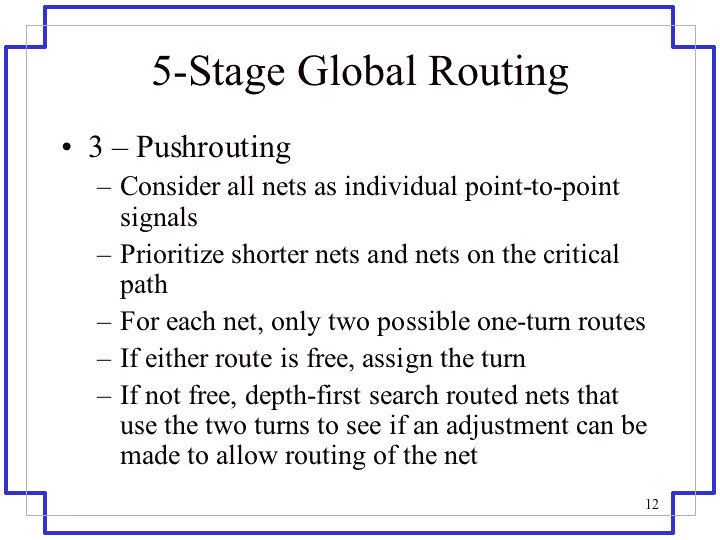 5-Stage Global Routing
• 3 – Pushrouting
– Consider all nets as individual point-to-point
signals
– Prioritize shorter nets and nets on the critical
path
– For each net, only two possible one-turn routes
– If either route is free, assign the turn
– If not free, depth-first search routed nets that
use the two turns to see if an adjustment can be
made to allow routing of the net
12